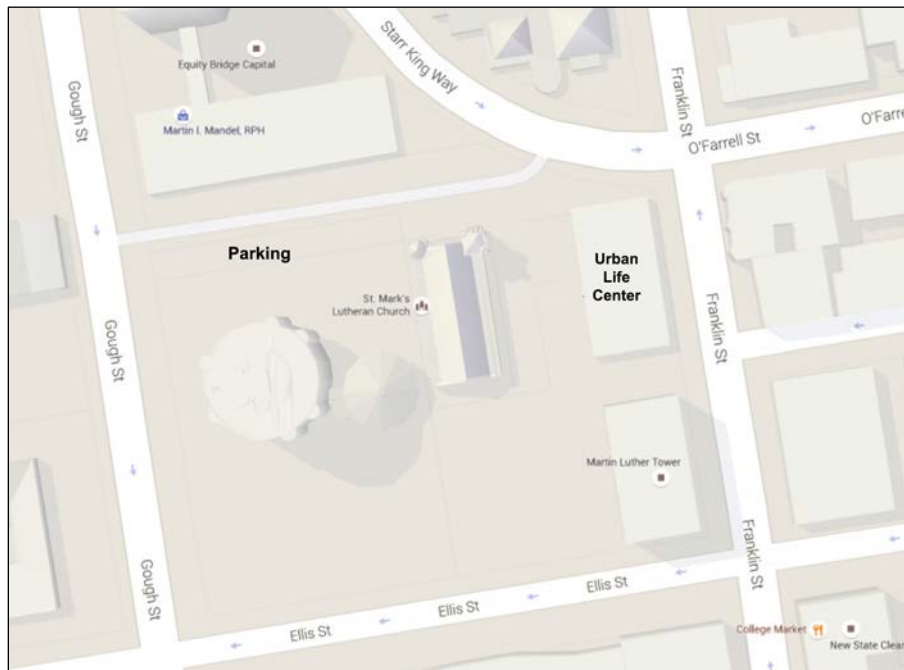 Starr King Way
Equity Bridge Capital
Gough St
Martin I. Mandel, RPH
Franklin St
O'Farrell St
O'Farre
Parking
Urban
Life
Center
St. Mark's
Lutheran Church
Gough St
Franklin St
Martin Luther Tower
Franklin St
Gough St
Ellis St
Ellis St
Ellis St
College Market
New State Clear